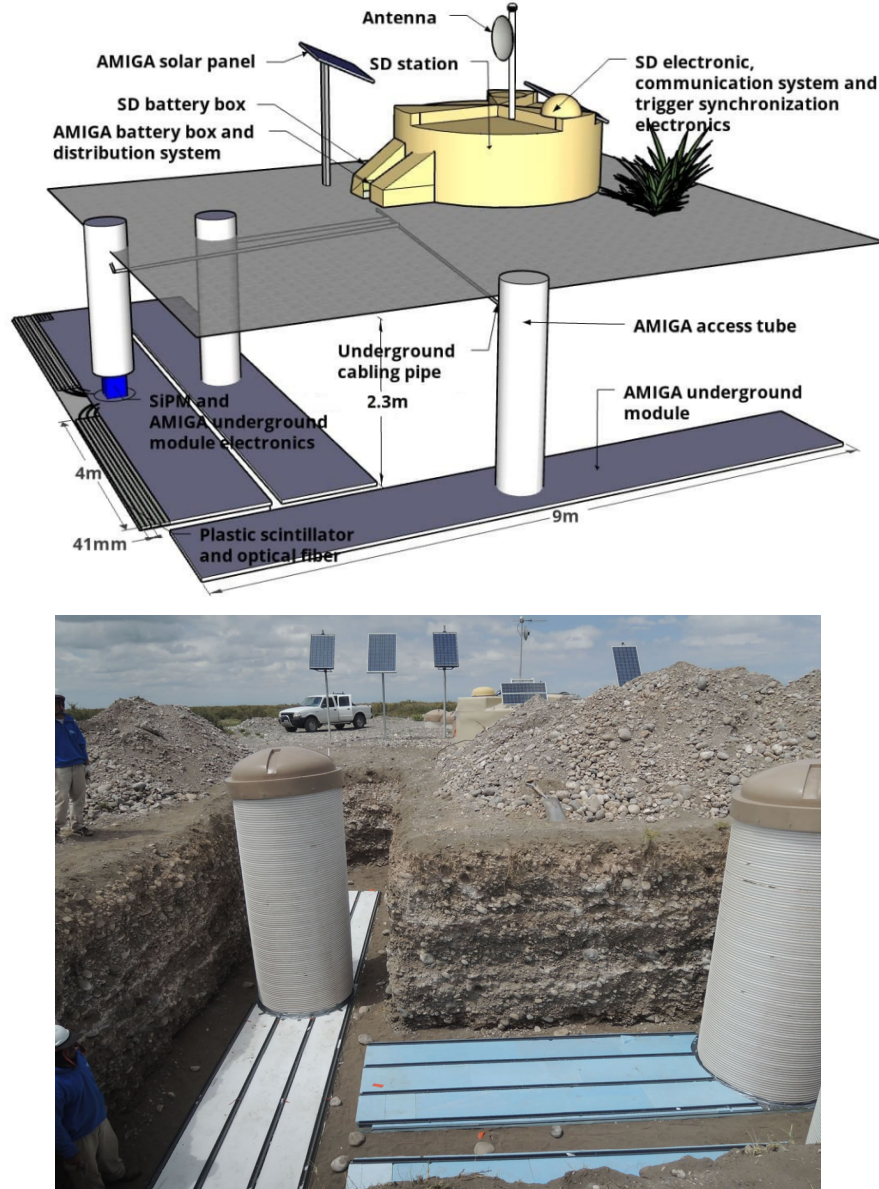 Antenna
AMIGA solar panel
SD station
SD electronic,
communication system and
trigger synchronization
electronics
SD battery box
AMIGA battery box and
distribution system
AMIGA access tube
Underground
cabling pipe
2.3m
AMIGA underground
module
SiPM and
AMIGA underground
module electronics
4m
9m
41mm
Plastic scintillator
and optical fiber